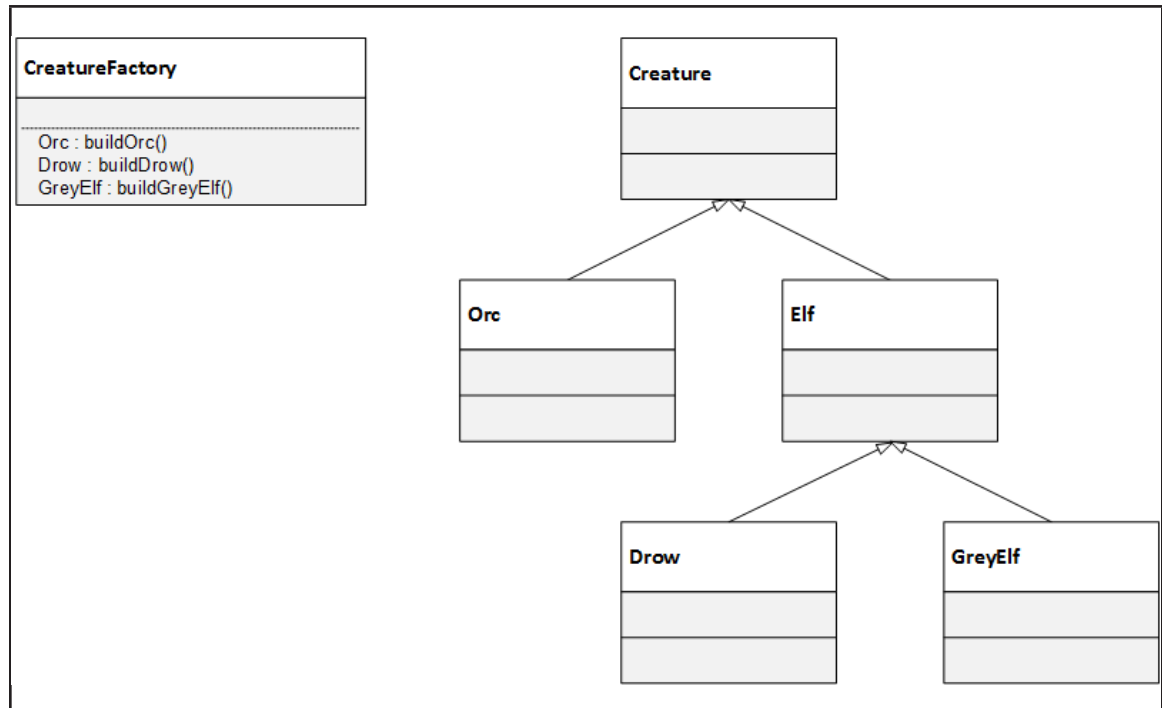 CreatureFactory
Orc : buildOrc()
Drow : buildDrow()
GreyElf : buildGreyElf()
Creature
Orc
Elf
Drow
GreyElf